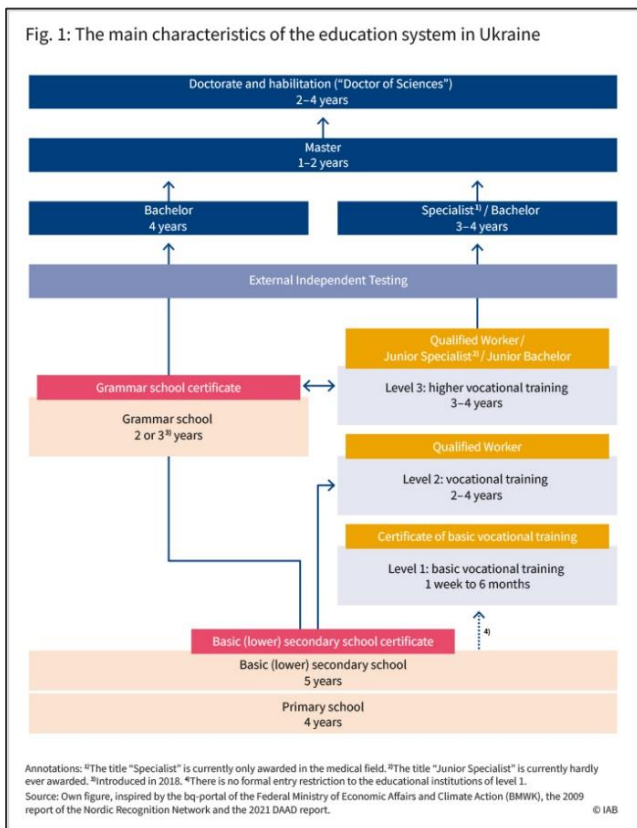 Fig. 1: The main characteristics of the education system in Ukraine
Doctorate and habilitation (“Doctor of Sciences”)
2–4 years
Master
1–2 years
Bachelor
4 years
Specialist¹⁾ / Bachelor
3–4 years
External Independent Testing
Qualified Worker/
Junior Specialist²⁾ / Junior Bachelor
Grammar school certificate
Level 3: higher vocational training
3–4 years
Grammar school
2 or 3³⁾ years
Qualified Worker
Level 2: vocational training
2–4 years
Certificate of basic vocational training
Level 1: basic vocational training
1 week to 6 months
4)
Basic (lower) secondary school certificate
Basic (lower) secondary school
5 years
Primary school
4 years
Annotations: ¹⁾The title “Specialist” is currently only awarded in the medical field. ²⁾The title “Junior Specialist” is currently hardly
ever awarded. ³⁾Introduced in 2018. ⁴⁾There is no formal entry restriction to the educational institutions of level 1.
Source: Own figure, inspired by the bq-portal of the Federal Ministry of Economic Affairs and Climate Action (BMWK), the 2009
report of the Nordic Recognition Network and the 2021 DAAD report.
© IAB